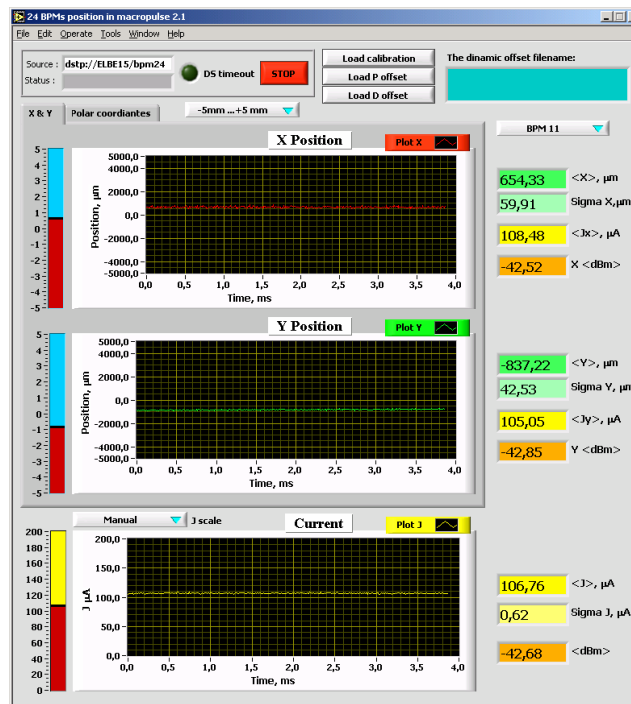 24 BPMs position in macropulse 2.1
File Edit Operate Tools Window Help
Source : dstp://ELBE15/bpm24
Status :
DS timeout
STOP
Load calibration
Load P offset
Load D offset
The dinamic offset filename:
X & Y
Polar coordiantes
-5mm ...+5 mm
BPM 11
X Position
Plot X
5
4
3
2
1
0
-1
-2
-3
-4
-5
Position, µm
5000,0
4000,0
2000,0
0,0
-2000,0
-4000,0
-5000,0
0,0 0,5 1,0 1,5 2,0 2,5 3,0 3,5 4,0
Time, ms
654,33 <X>, µm
59,91 Sigma X,µm
108,48 <Jx>, µA
-42,52 X <dBm>
Y Position
Plot Y
5
4
3
2
1
0
-1
-2
-3
-4
-5
Position, µm
5000,0
4000,0
2000,0
0,0
-2000,0
-4000,0
-5000,0
0,0 0,5 1,0 1,5 2,0 2,5 3,0 3,5 4,0
Time, ms
-837,22 <Y>, µm
42,53 Sigma Y, µm
105,05 <Jy>, µA
-42,85 Y <dBm>
Manual
J scale
Current
Plot J
200
180
160
140
120
100
80
60
40
20
0
J µA
200,0
150,0
100,0
50,0
0,0
0,0 0,5 1,0 1,5 2,0 2,5 3,0 3,5 4,0
Time, ms
106,76 <J>, µA
0,62 Sigma J, µA
-42,68 <dBm>